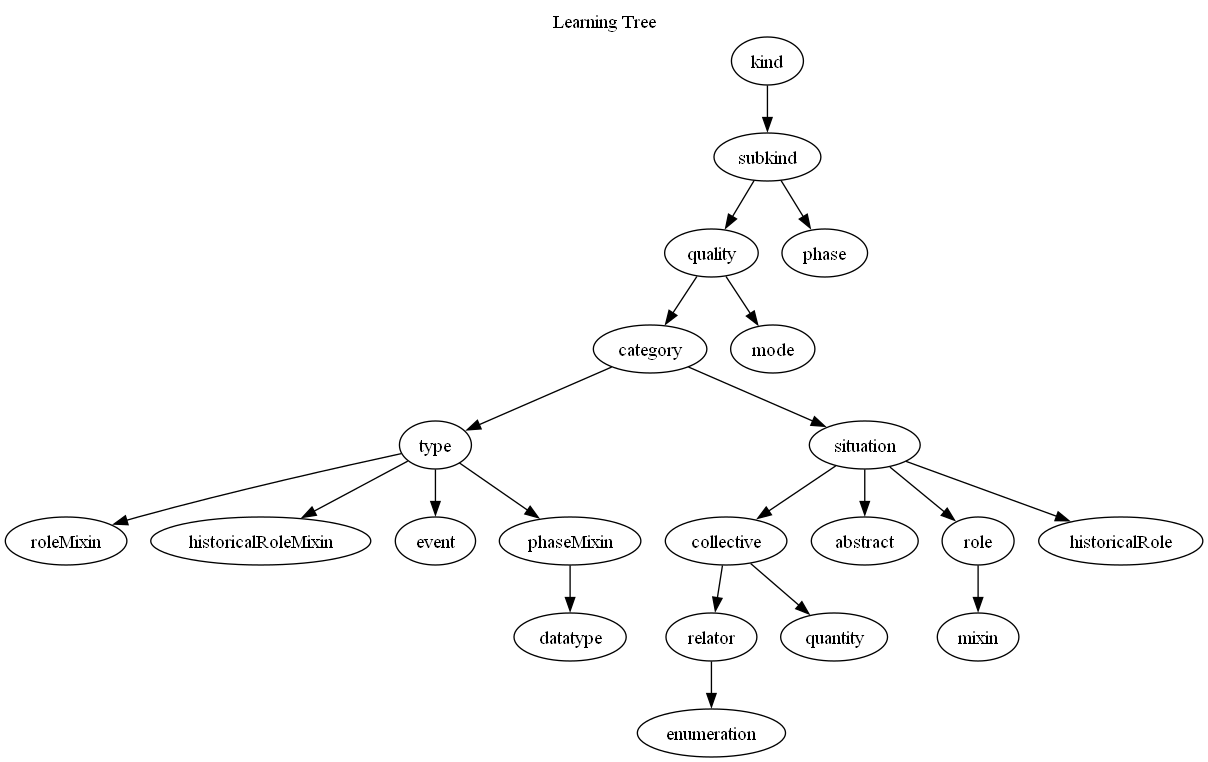 Learning Tree
kind
subkind
quality
phase
category
mode
type
situation
roleMixin
historicalRoleMixin
event
phaseMixin
collective
abstract
role
historicalRole
datatype
relator
quantity
mixin
enumeration